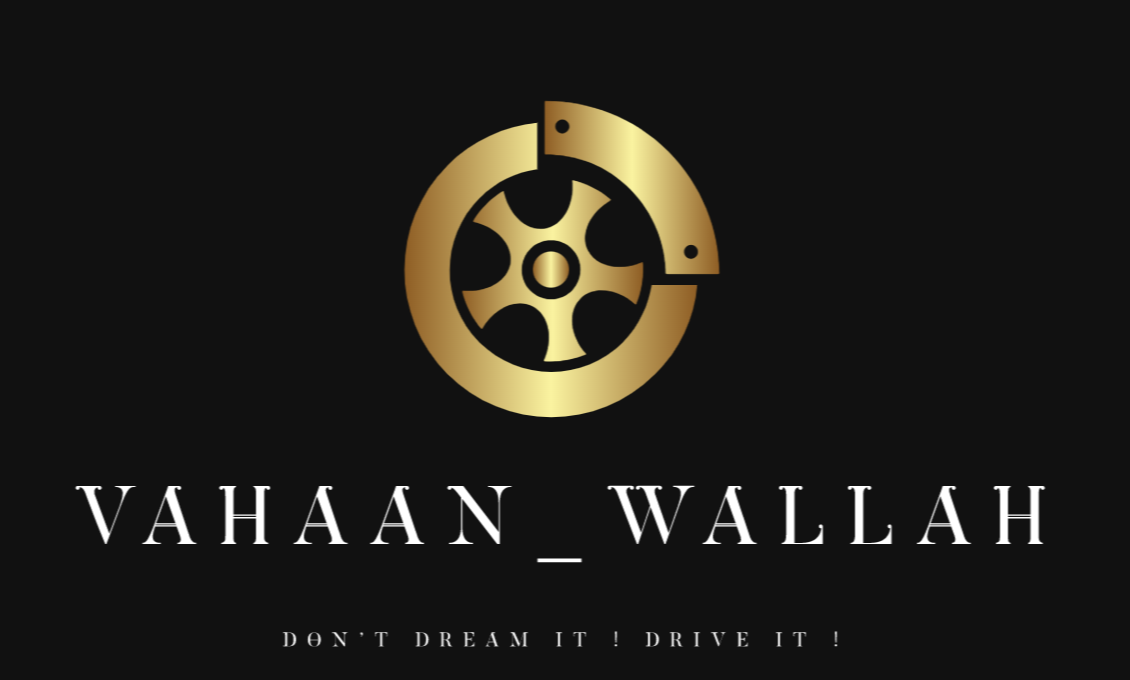 VAHAAN_WALLAH
DON'T DREAM IT ! DRIVE IT !